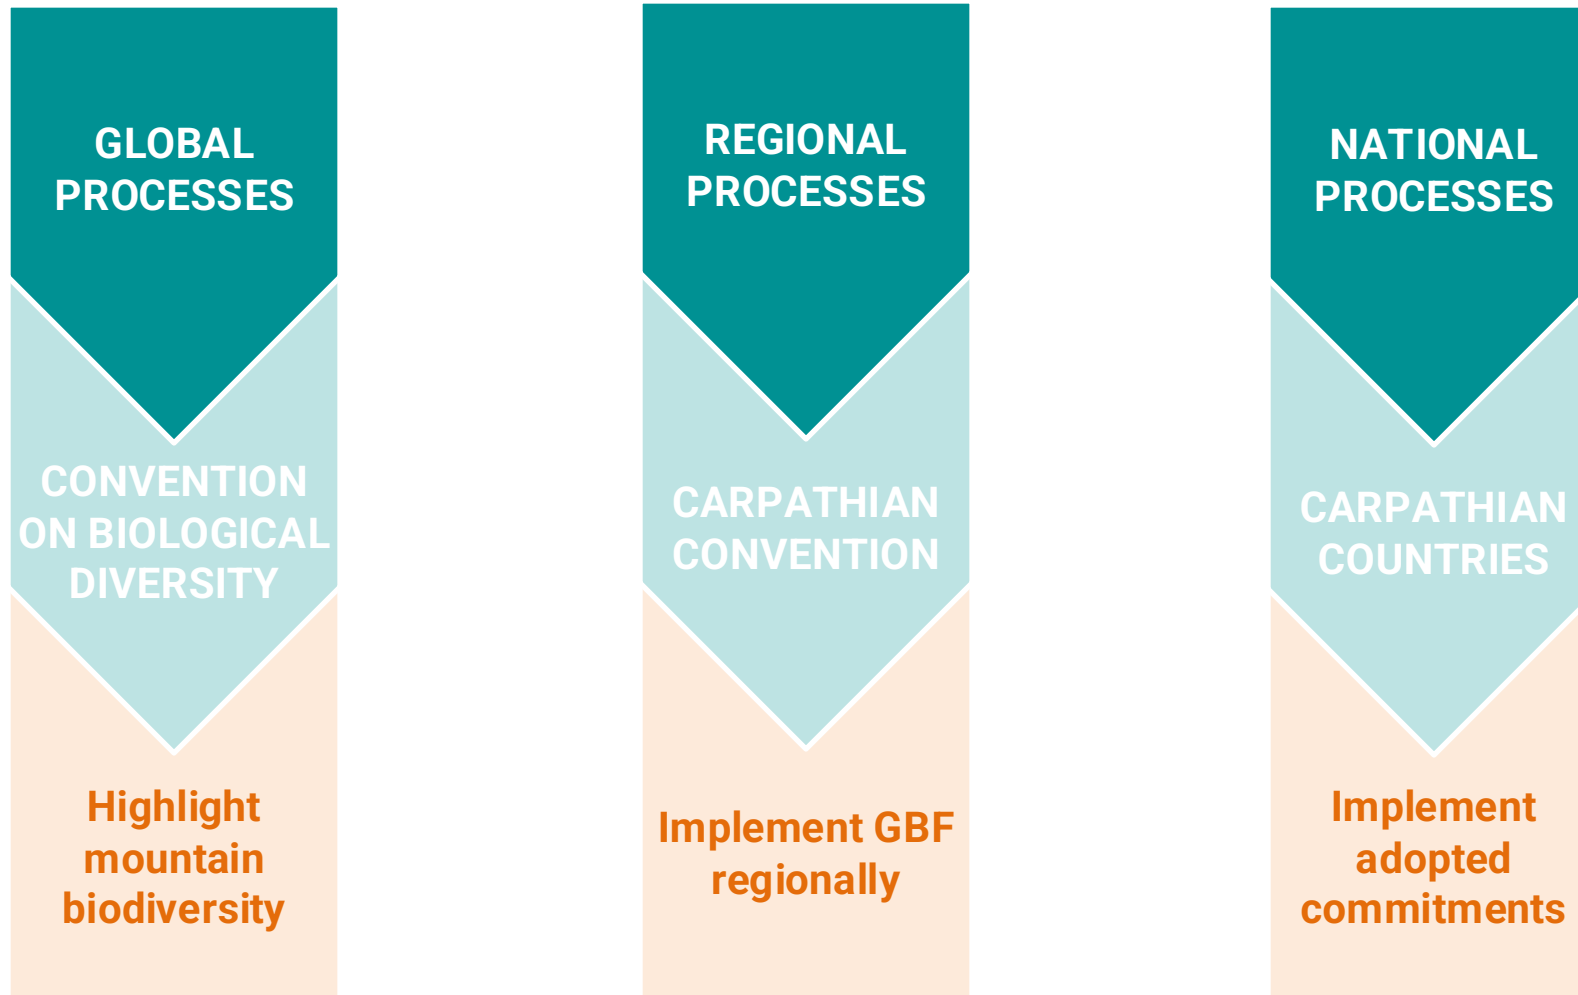 GLOBAL
PROCESSES
CONVENTION
ON BIOLOGICAL
DIVERSITY
Highlight
mountain
biodiversity
REGIONAL
PROCESSES
CARPATHIAN
CONVENTION
Implement GBF
regionally
NATIONAL
PROCESSES
CARPATHIAN
COUNTRIES
Implement
adopted
commitments